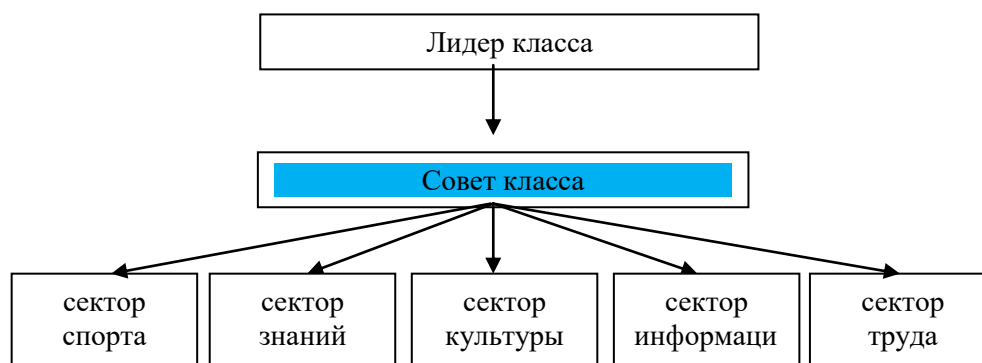 Лидер класса
Совет класса
сектор
спорта
сектор
знаний
сектор
культуры
сектор
информаци
сектор
труда